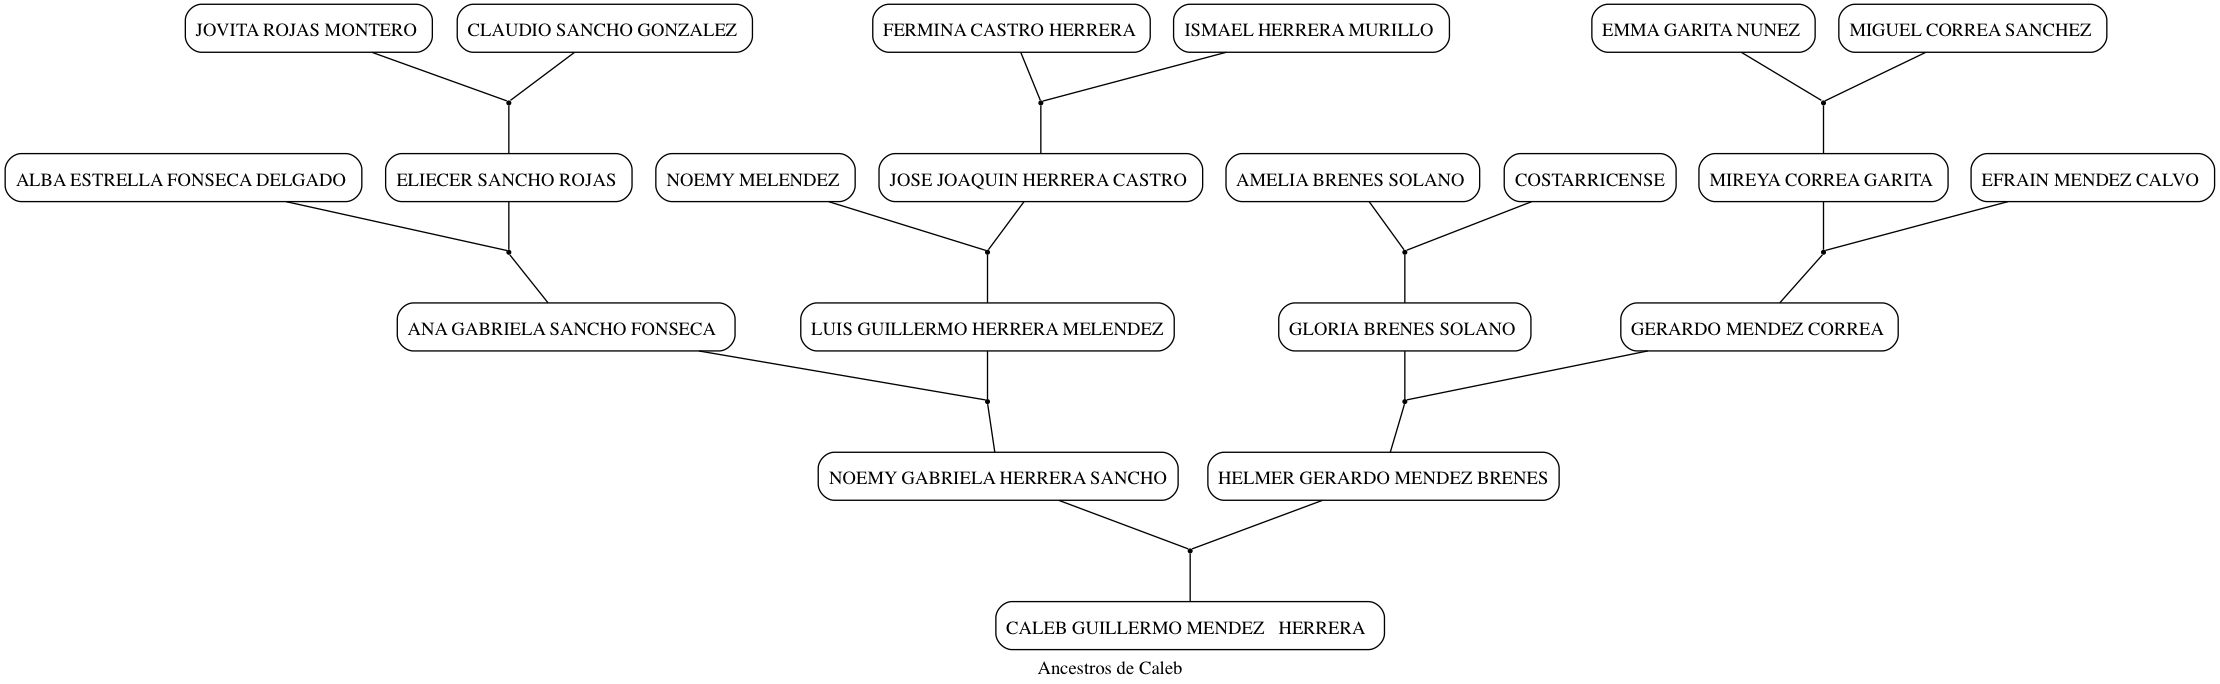 JOVITA ROJAS MONTERO
CLAUDIO SANCHO GONZALEZ
FERMINA CASTRO HERRERA
ISMAEL HERRERA MURILLO
EMMA GARITA NUNEZ
MIGUEL CORREA SANCHEZ
ALBA ESTRELLA FONSECA DELGADO
ELIECER SANCHO ROJAS
NOEMY MELENDEZ
JOSE JOAQUIN HERRERA CASTRO
AMELIA BRENES SOLANO
COSTARRICENSE
MIREYA CORREA GARITA
EFRAIN MENDEZ CALVO
ANA GABRIELA SANCHO FONSECA
LUIS GUILLERMO HERRERA MELENDEZ
GLORIA BRENES SOLANO
GERARDO MENDEZ CORREA
NOEMY GABRIELA HERRERA SANCHO
HELMER GERARDO MENDEZ BRENES
CALEB GUILLERMO MENDEZ   HERRERA
Ancestros de Caleb